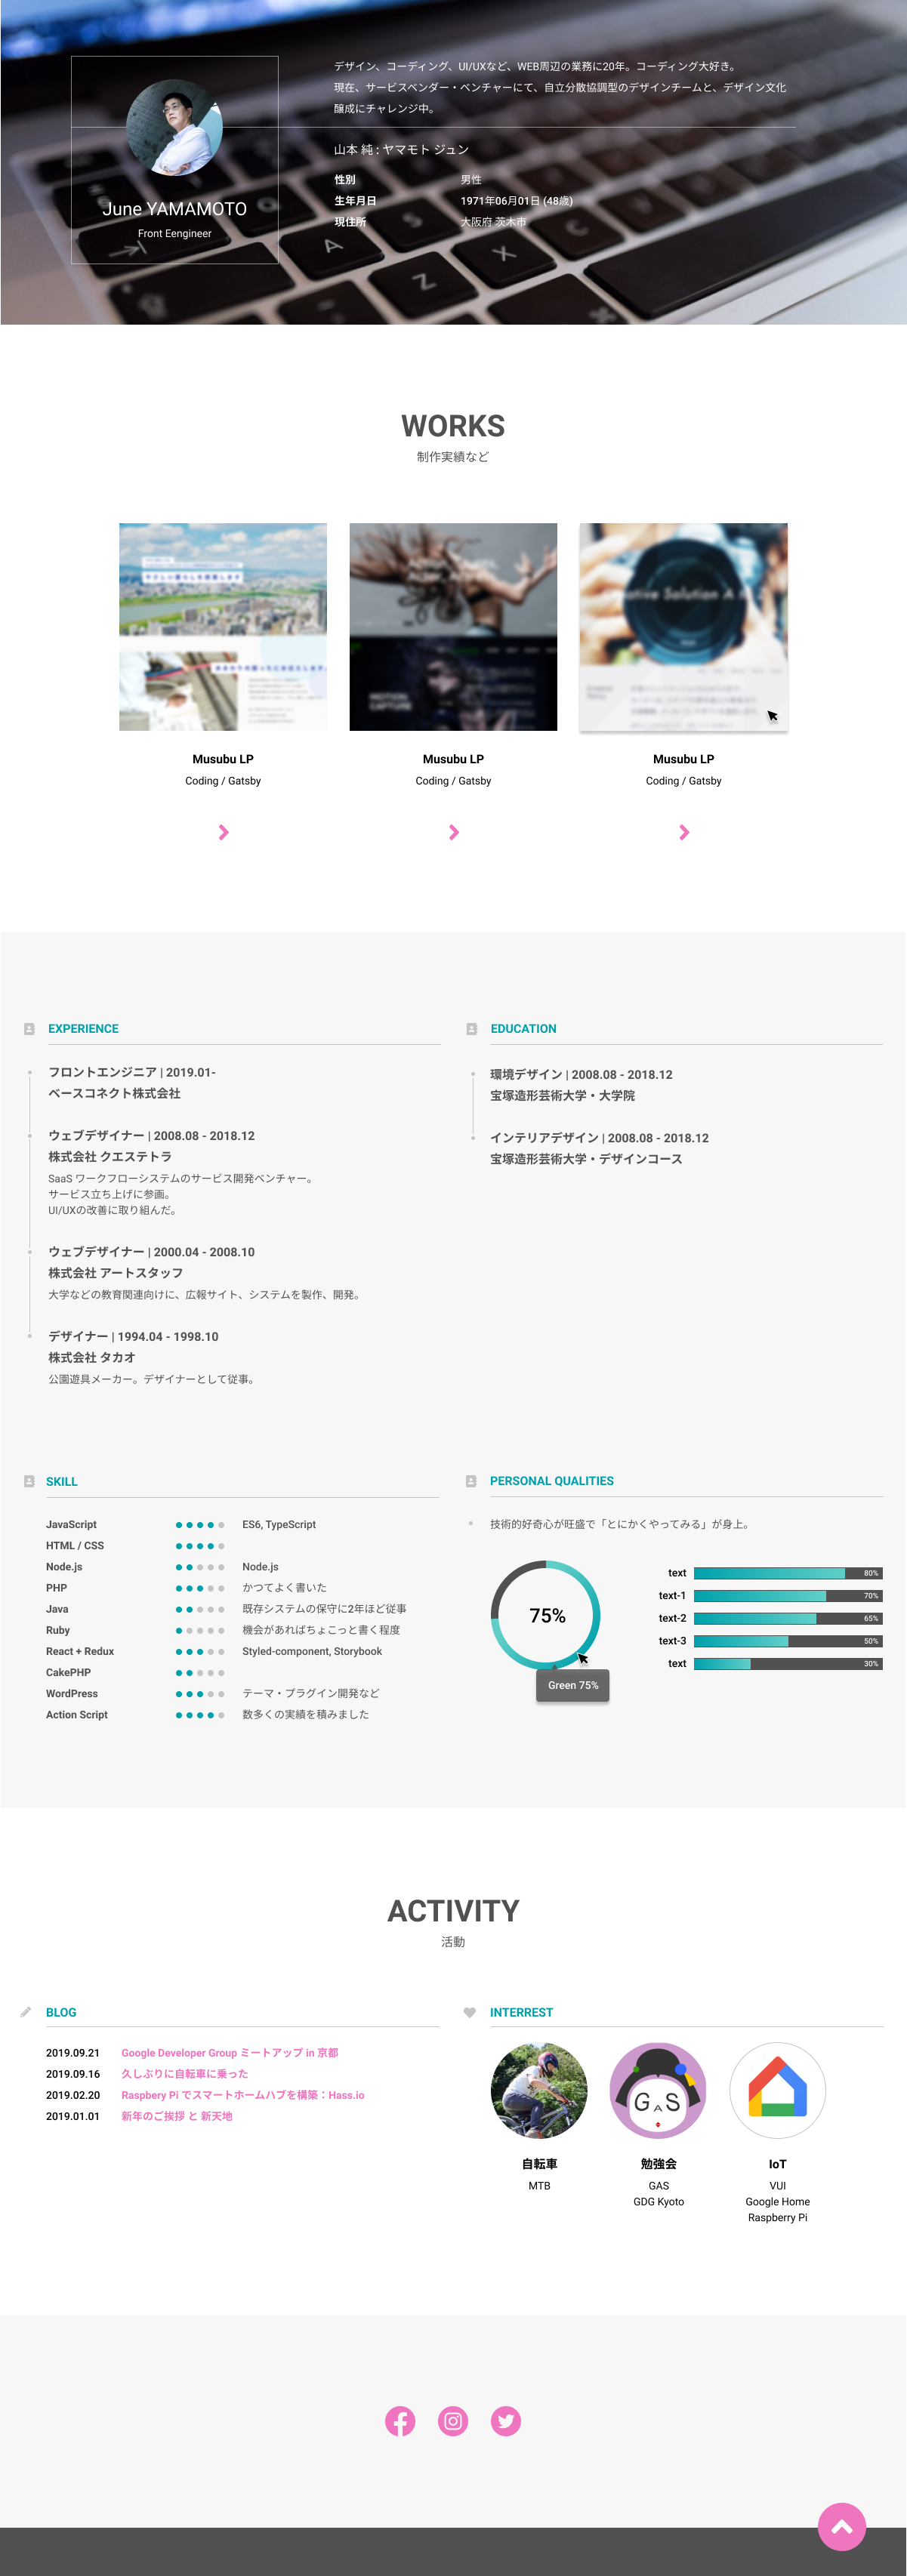 デザイン、コーディング、UI/UXなど、WEB周辺の業務に20年。コーディング大好き。
現在、サービスベンダー・ベンチャーにて、自立分散協調型のデザインチームと、デザイン文化
醸成にチャレンジ中。
June YAMAMOTO
Front Eengineer
山本 純 : ヤマモト ジュン
性別 男性
生年月日 1971年06月01日 (48歳)
現住所 大阪府 茨木市
A
Z
X
WORKS
制作実績など
Musubu LP
Coding / Gatsby
Musubu LP
Coding / Gatsby
Musubu LP
Coding / Gatsby
EXPERIENCE
フロントエンジニア | 2019.01-
ベースコネクト株式会社
ウェブデザイナー | 2008.08 - 2018.12
株式会社 クエステトラ
SaaS ワークフローシステムのサービス開発ベンチャー。
サービス立ち上げに参画。
UI/UXの改善に取り組んだ。
ウェブデザイナー | 2000.04 - 2008.10
株式会社 アートスタッフ
大学などの教育関連向けに、広報サイト、システムを製作、開発。
デザイナー | 1994.04 - 1998.10
株式会社 タカオ
公園遊具メーカー。デザイナーとして従事。
EDUCATION
環境デザイン | 2008.08 - 2018.12
宝塚造形芸術大学・大学院
インテリアデザイン | 2008.08 - 2018.12
宝塚造形芸術大学・デザインコース
SKILL
JavaScript ES6, TypeScript
HTML / CSS
Node.js Node.js
PHP かつてよく書いた
Java 既存システムの保守に2年ほど従事
Ruby 機会があればちょこっと書く程度
React + Redux Styled-component, Storybook
CakePHP
WordPress テーマ・プラグイン開発など
Action Script 数多くの実績を積みました
PERSONAL QUALITIES
技術的好奇心が旺盛で「とにかくやってみる」が身上。
75%
Green 75%
text 80%
text-1 70%
text-2 65%
text-3 50%
text 30%
ACTIVITY
活動
BLOG
2019.09.21 Google Developer Group ミートアップ in 京都
2019.09.16 久しぶりに自転車に乗った
2019.02.20 Raspbery Pi でスマートホームハブを構築：Hass.io
2019.01.01 新年のご挨拶 と 新天地
INTERREST
自転車
MTB
GAS
勉強会
GAS
GDG Kyoto
IoT
VUI
Google Home
Raspberry Pi